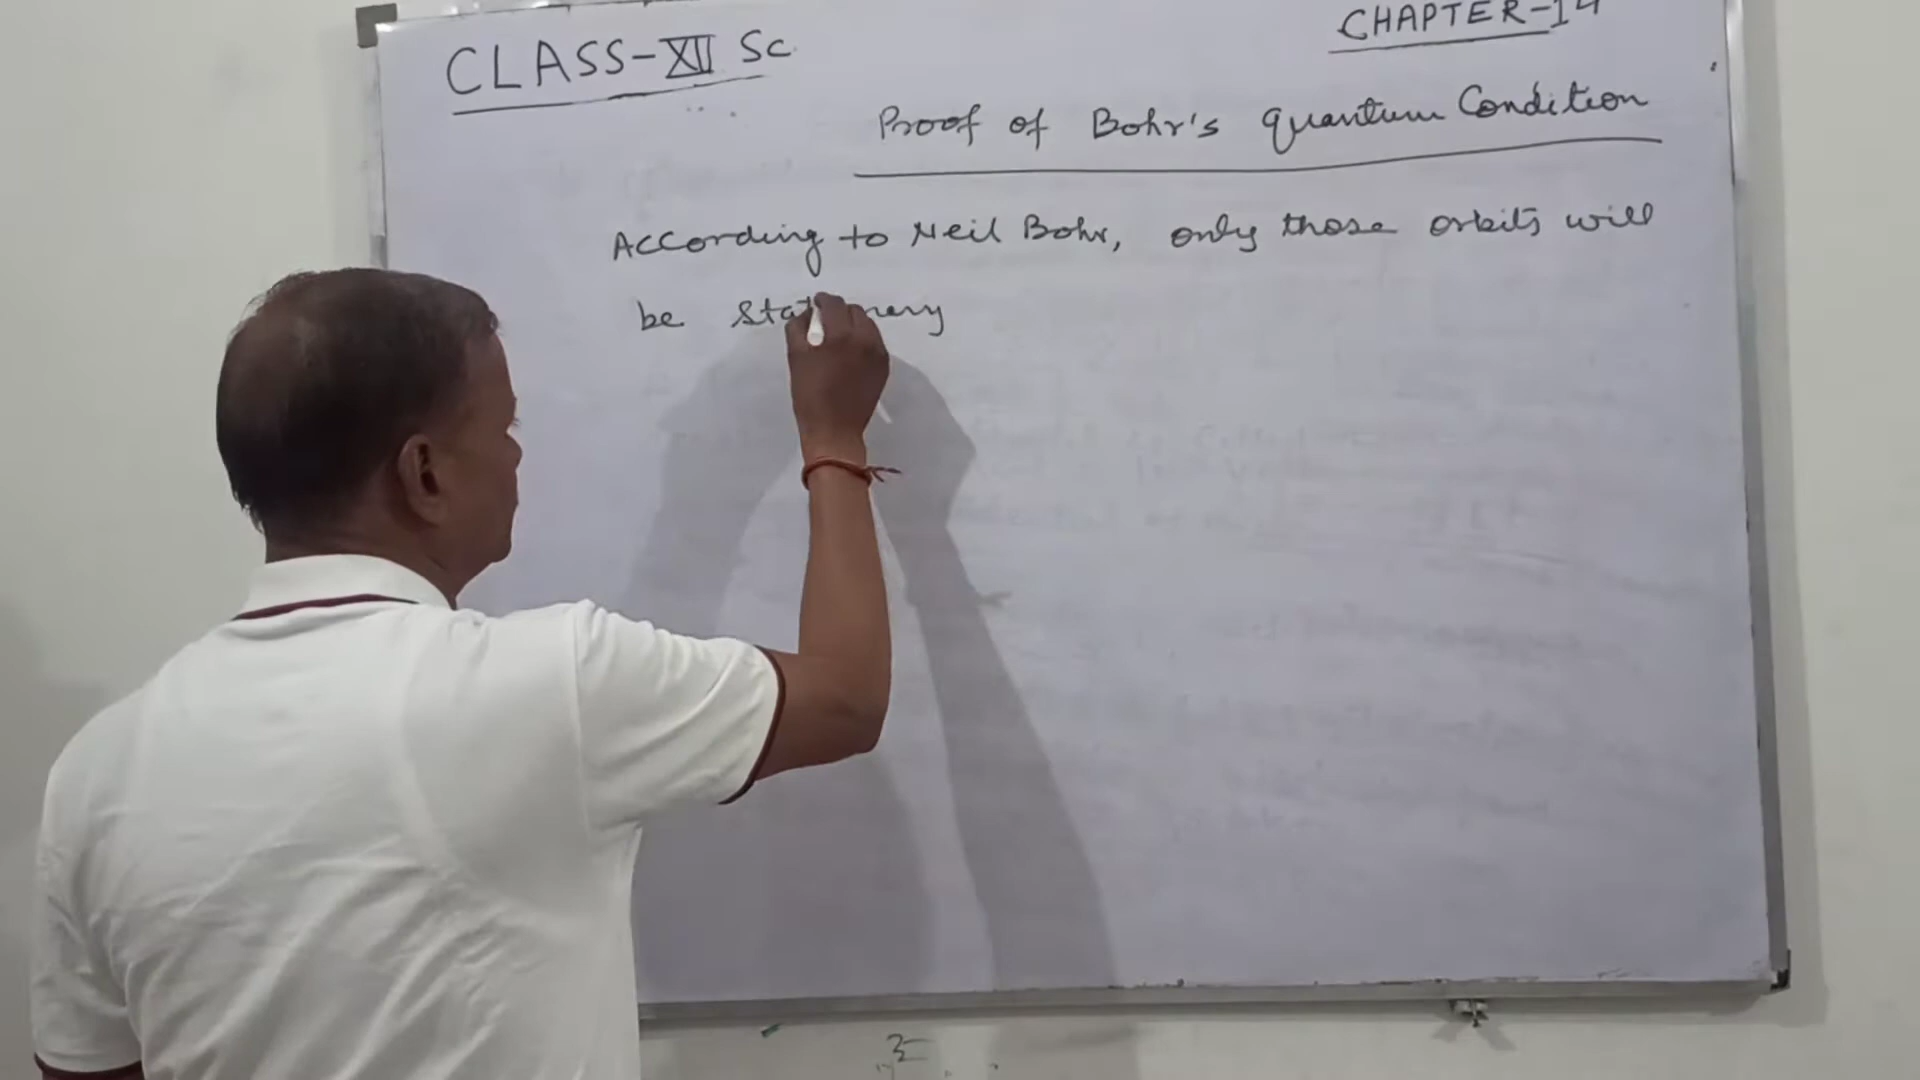 CLASS-XII Sc
CHAPTER-14
Proof of Bohr's Quantum Condition
According to Neil Bohr, only those orbits will
be stationary